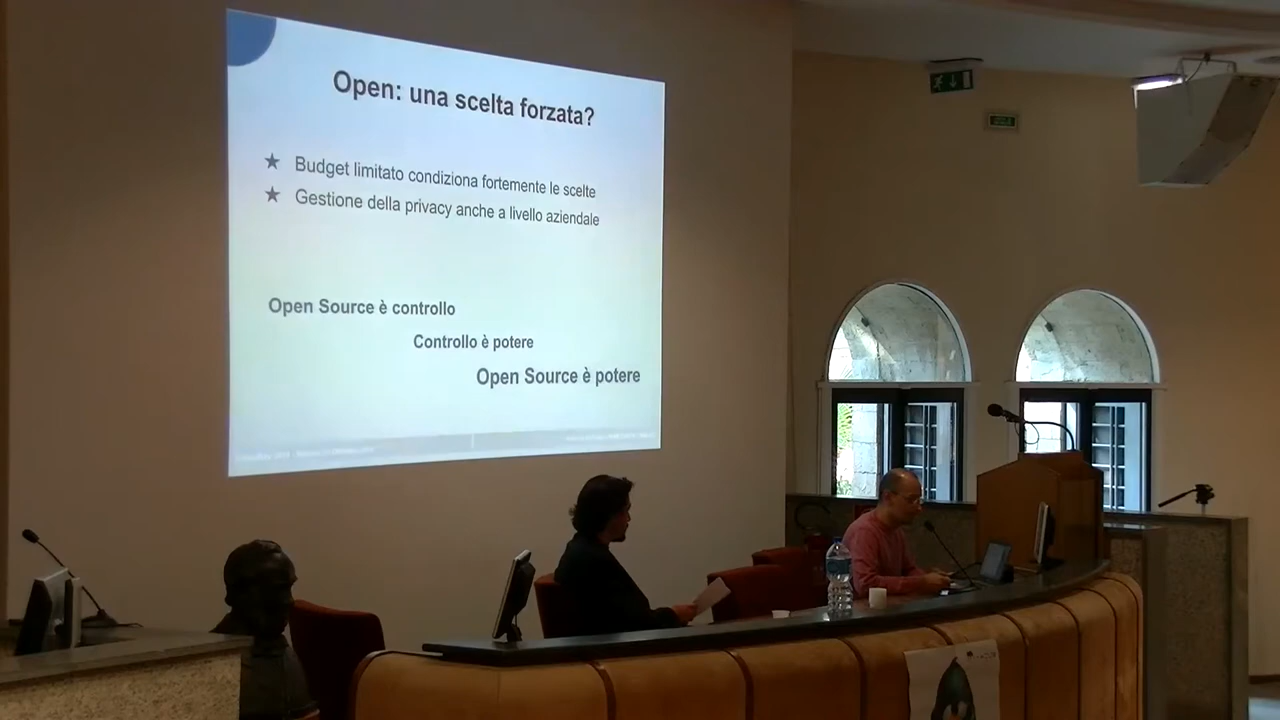 Open: una scelta forzata?
★ Budget limitato condiziona fortemente le scelte
★ Gestione della privacy anche a livello aziendale
Open Source è controllo
Controllo è potere
Open Source è potere